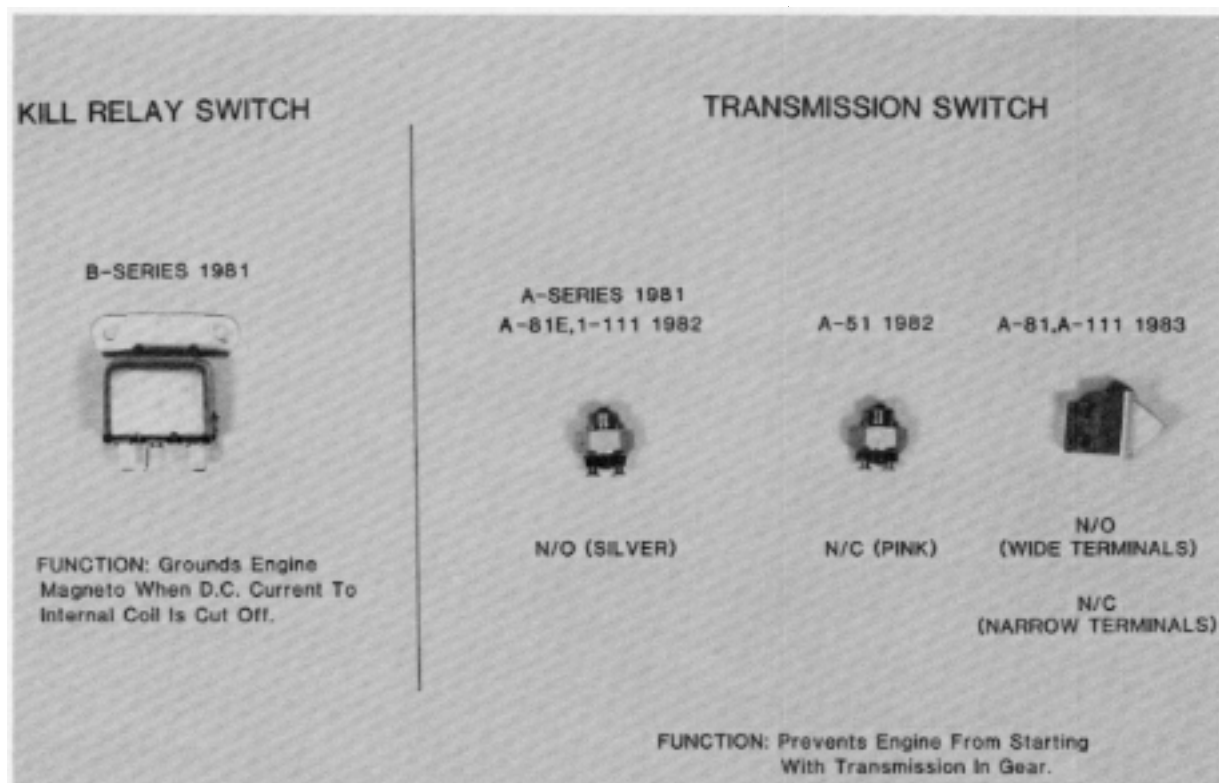 KILL RELAY SWITCH
B-SERIES 1981
FUNCTION: Grounds Engine
Magneto When D.C. Current To
Internal Coil Is Cut Off.
TRANSMISSION SWITCH
A-SERIES 1981
A-81E,1-111 1982
N/O (SILVER)
A-51 1982
N/C (PINK)
A-81,A-111 1983
N/O
(WIDE TERMINALS)
N/C
(NARROW TERMINALS)
FUNCTION: Prevents Engine From Starting
With Transmission In Gear.